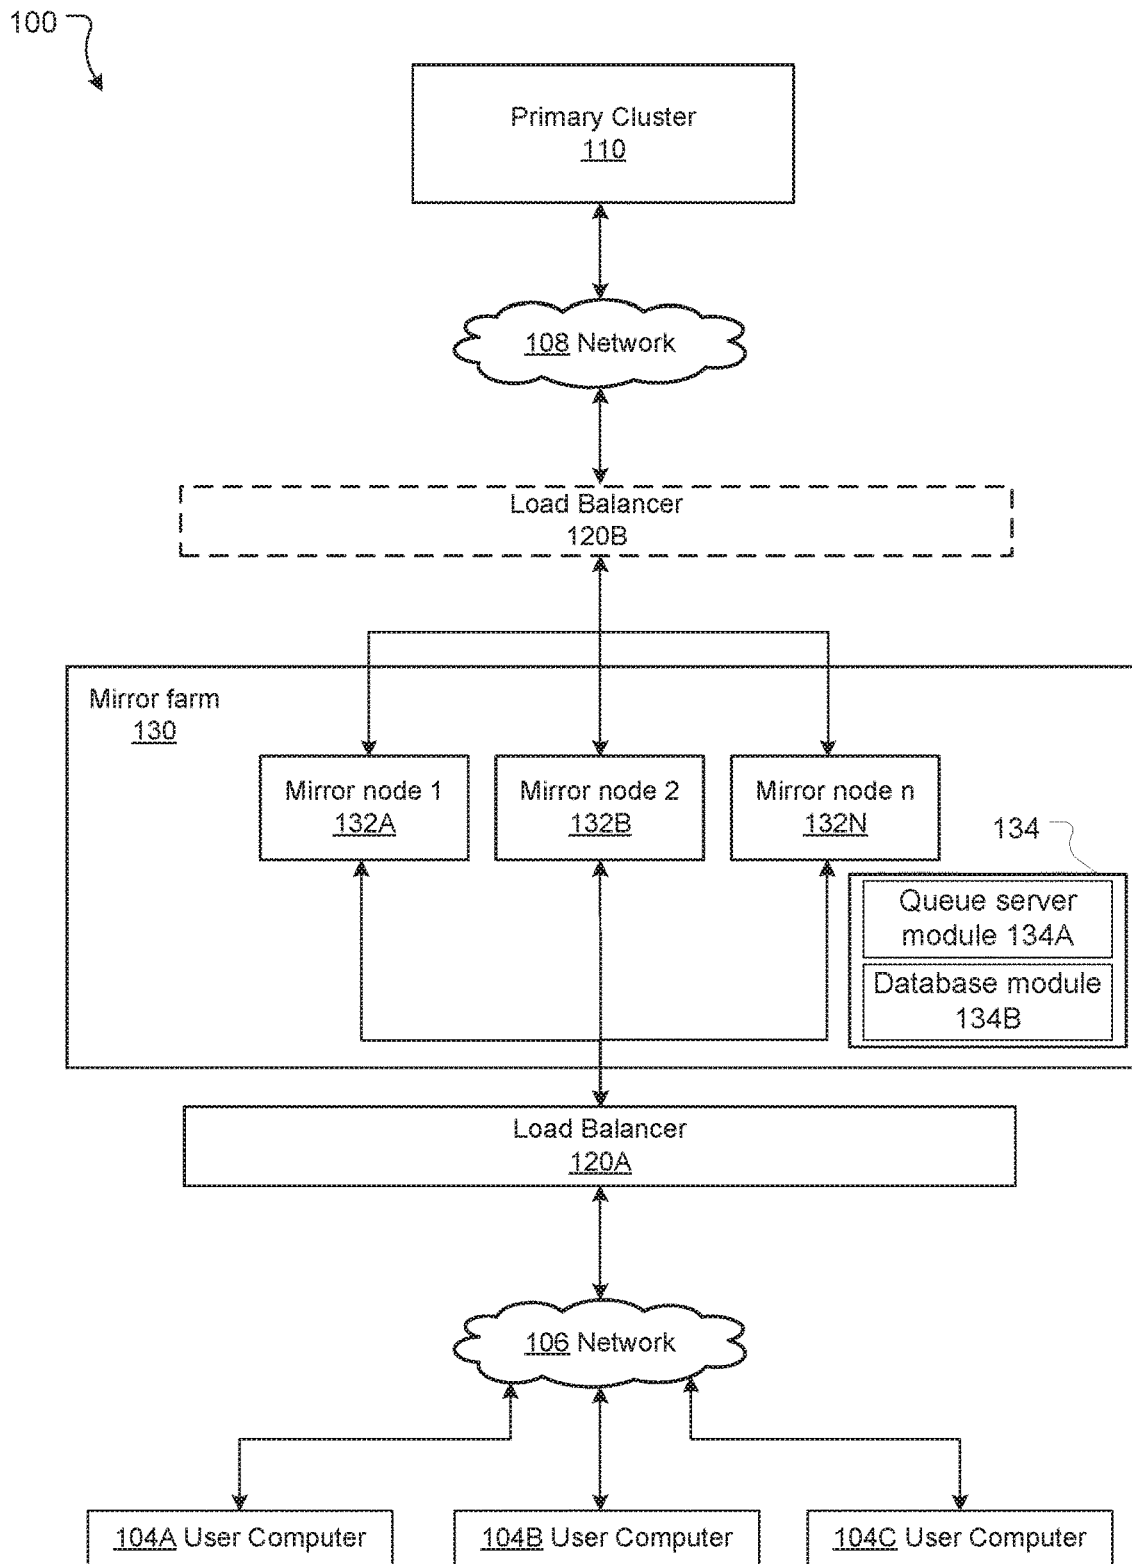 100
Primary Cluster
110
108 Network
Load Balancer
120B
Mirror farm
130
Mirror node 1
132A
Mirror node 2
132B
Mirror node n
132N
134
Queue server
module 134A
Database module
134B
Load Balancer
120A
106 Network
104A User Computer
104B User Computer
104C User Computer